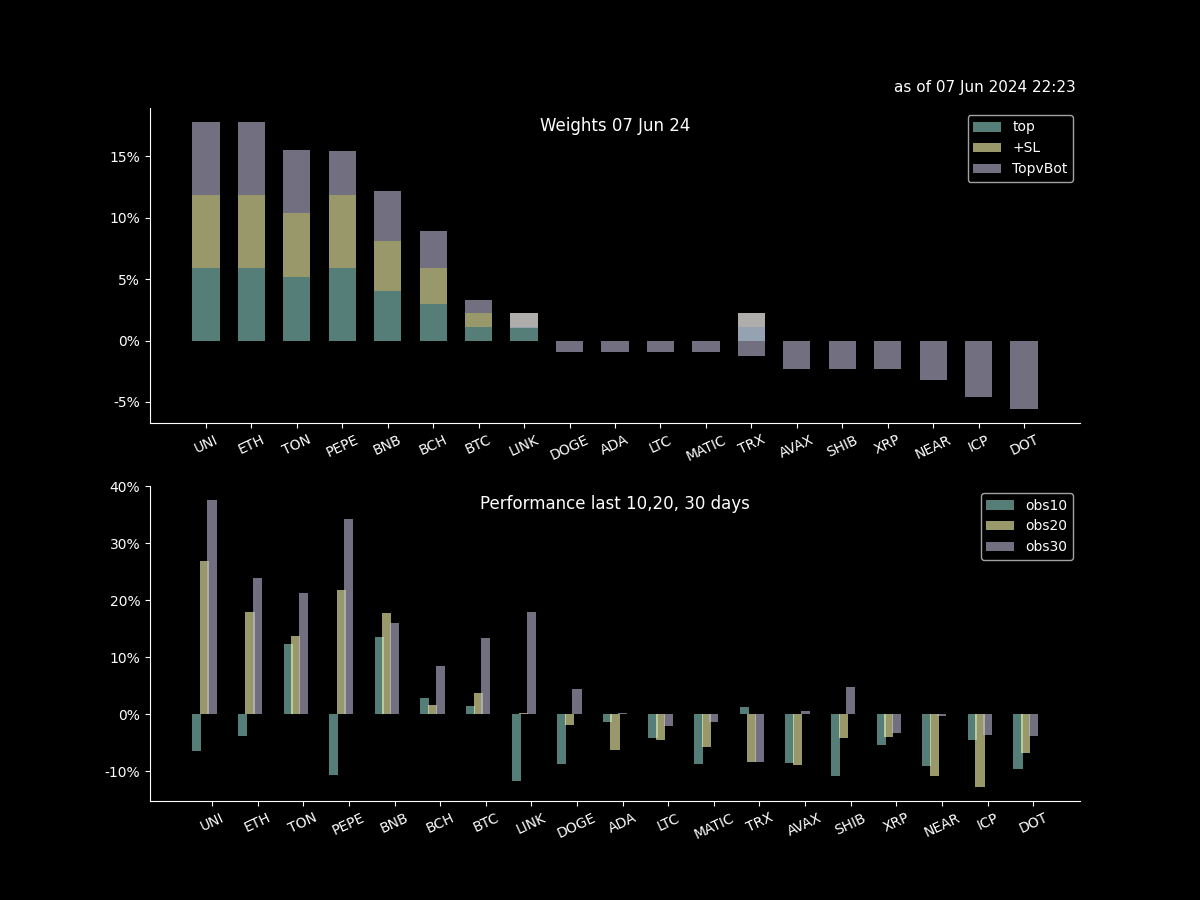 as of 07 Jun 2024 22:23
Weights 07 Jun 24
top
+SL
TopvBot
15%
10%
5%
0%
-5%
UNI ETH TON PEPE BNB BCH BTC LINK DOGE ADA LTC MATIC TRX AVAX SHIB XRP NEAR ICP DOT
Performance last 10,20, 30 days
obs10
obs20
obs30
40%
30%
20%
10%
0%
-10%
UNI ETH TON PEPE BNB BCH BTC LINK DOGE ADA LTC MATIC TRX AVAX SHIB XRP NEAR ICP DOT